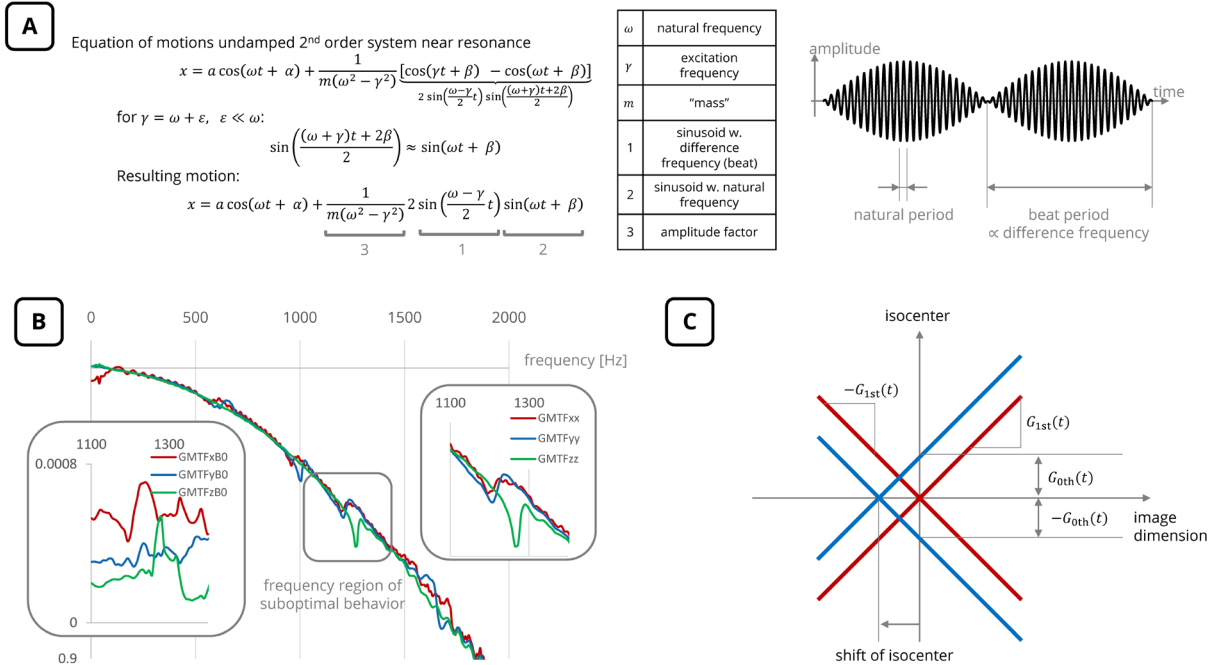 A
Equation of motions undamped 2nd order system near resonance
x = a cos(ωt + α) + 1/(m(ω² − γ²)) [cos(γt + β) − cos(ωt + β)]
2 sin((ω−γ)/2 t) sin(((ω+γ)t+2β)/2)
for γ = ω + ε, ε ≪ ω:
sin(((ω + γ)t + 2β)/2) ≈ sin(ωt + β)
Resulting motion:
x = a cos(ωt + α) + 1/(m(ω² − γ²)) 2 sin((ω − γ)/2 t) sin(ωt + β)
3 1 2
ω natural frequency
γ excitation
frequency
m “mass”
1 sinusoid w.
difference
frequency (beat)
2 sinusoid w. natural
frequency
3 amplitude factor
amplitude
time
natural period
beat period
∝ difference frequency
B
0 500 1000 1500 2000
frequency [Hz]
1100 1300
GMTFxx
GMTFyy
GMTFzz
1100 1300
GMTFxB0
GMTFyB0
GMTFzB0
0.0008
0
0.9
frequency region of
suboptimal behavior
C
isocenter
−G1st(t)
G1st(t)
G0th(t)
−G0th(t)
image
dimension
shift of isocenter